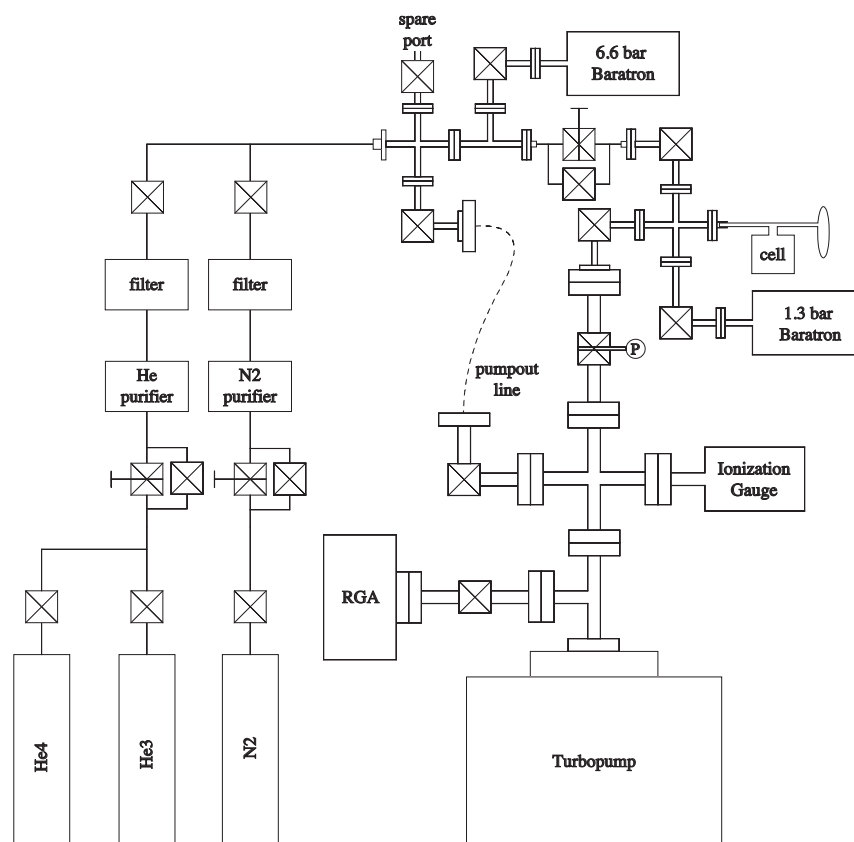 spare
port
6.6 bar
Baratron
cell
filter
filter
1.3 bar
Baratron
P
He
purifier
N2
purifier
pumpout
line
Ionization
Gauge
RGA
He4
He3
N2
Turbopump